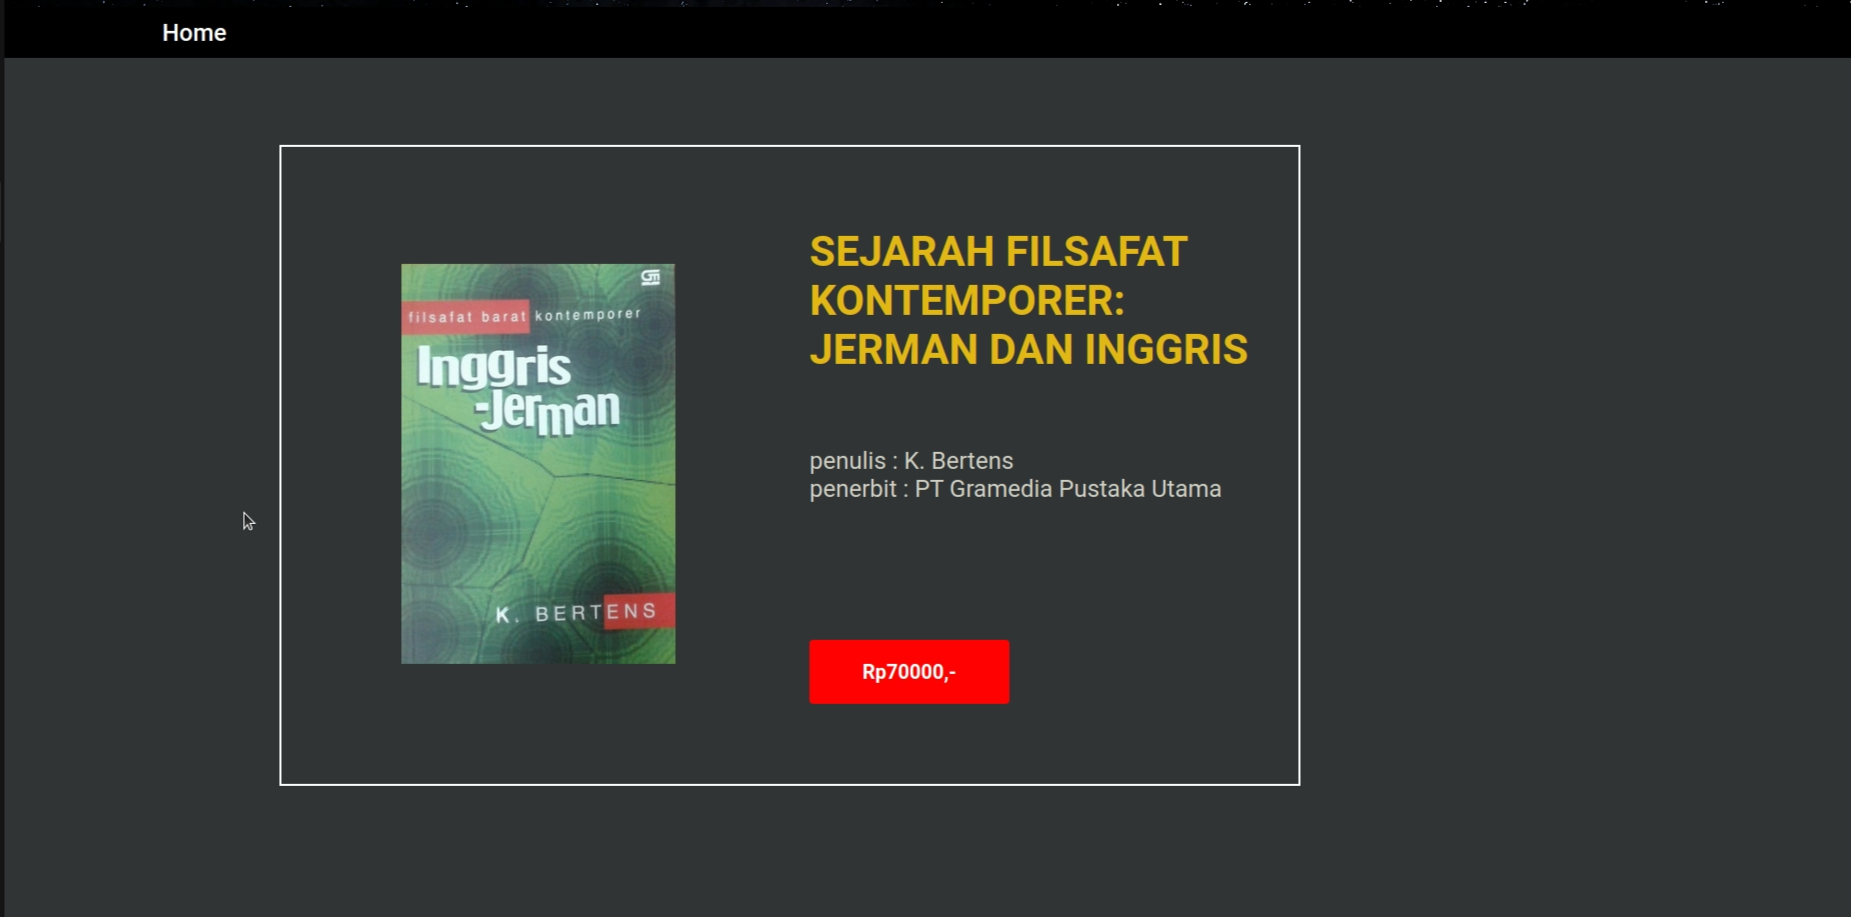 Home
GM
filsafat barat kontemporer
Inggris
-Jerman
K. BERTENS
SEJARAH FILSAFAT
KONTEMPORER:
JERMAN DAN INGGRIS
penulis : K. Bertens
penerbit : PT Gramedia Pustaka Utama
Rp70000,-